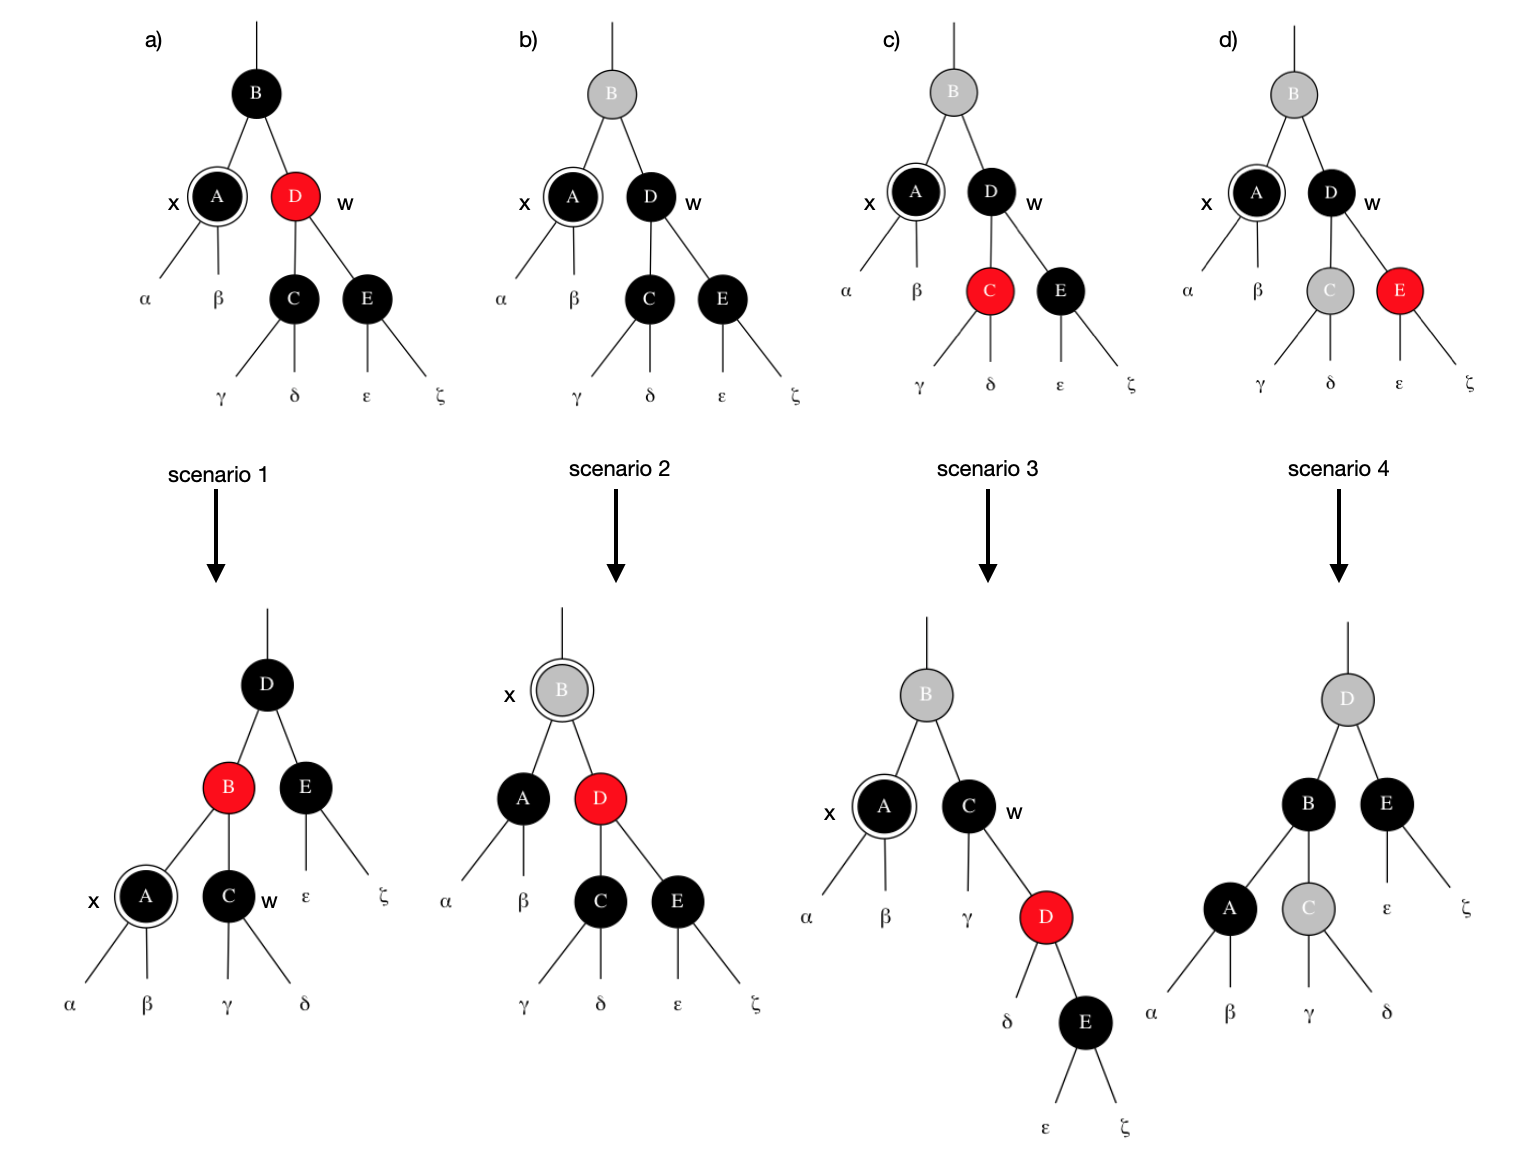 a) b) c) d)
B B B B
x A D w x A D w x A D w x A D w
α β C E α β C E α β C E α β C E
γ δ ε ζ γ δ ε ζ γ δ ε ζ γ δ ε ζ
scenario 1 scenario 2 scenario 3 scenario 4
D x B B D
B E A D x A C w B E
x A C w ε ζ α β C E α β γ D A C ε ζ
α β γ δ γ δ ε ζ δ E α β γ δ
ε ζ